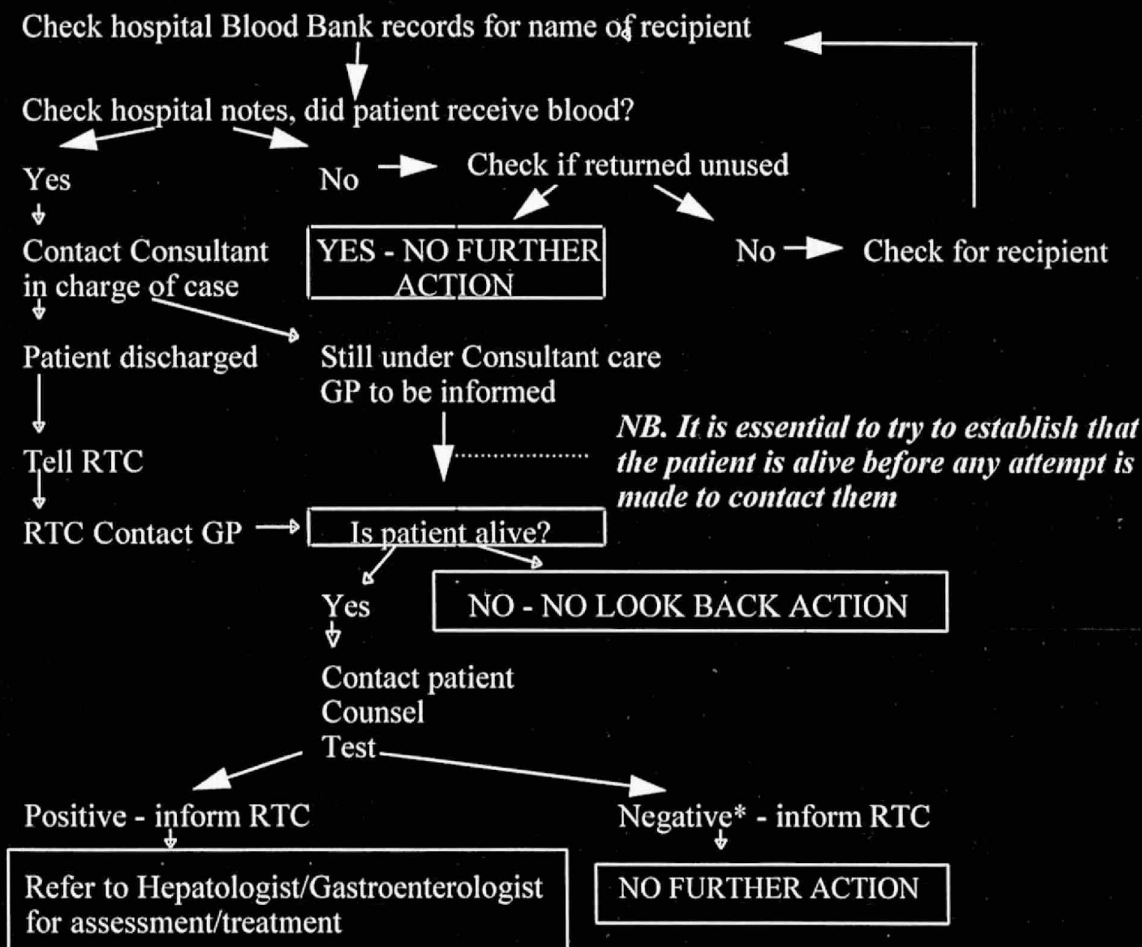 Check hospital Blood Bank records for name of recipient
Check hospital notes, did patient receive blood?
Yes
No
Check if returned unused
Contact Consultant
in charge of case
YES - NO FURTHER
ACTION
No
Check for recipient
Patient discharged
Still under Consultant care
GP to be informed
NB. It is essential to try to establish that
the patient is alive before any attempt is
made to contact them
Tell RTC
RTC Contact GP
Is patient alive?
Yes
NO - NO LOOK BACK ACTION
Contact patient
Counsel
Test
Positive - inform RTC
Negative* - inform RTC
Refer to Hepatologist/Gastroenterologist
for assessment/treatment
NO FURTHER ACTION